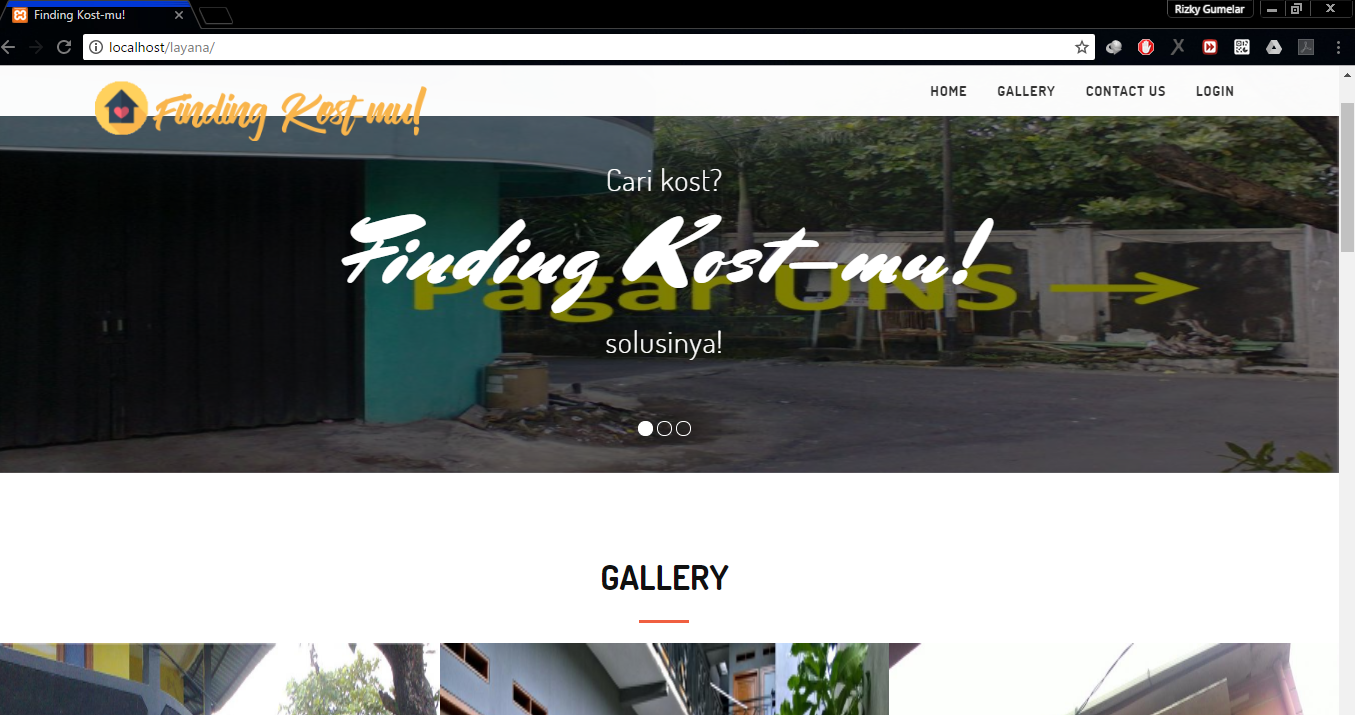 Finding Kost-mu!
Rizky Gumelar
localhost/layana/
Finding Kost-mu!
HOME GALLERY CONTACT US LOGIN
Cari kost?
Finding Kost-mu!
Pagar UNS
solusinya!
GALLERY